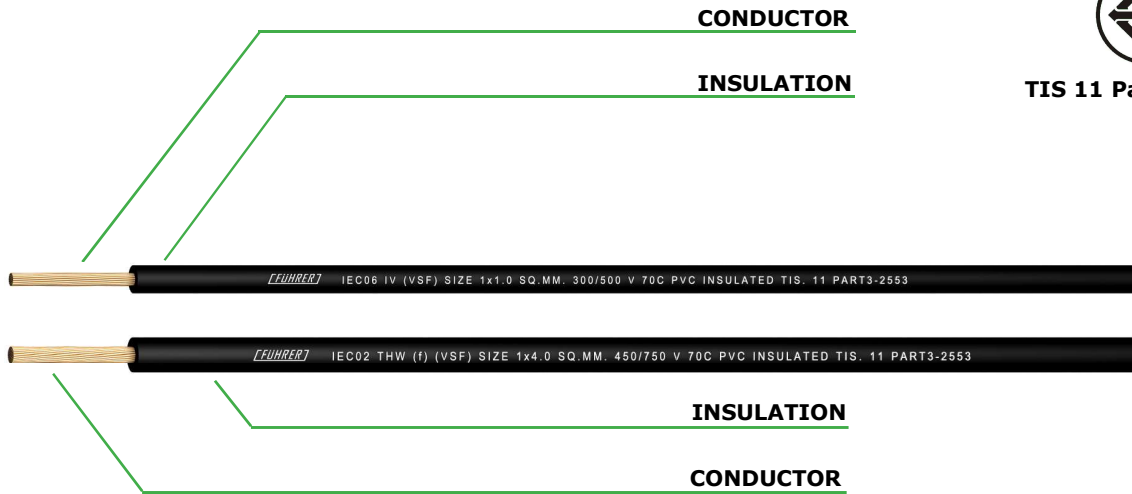 CONDUCTOR
INSULATION
TIS 11 Pa
FÜHRER IEC06 IV (VSF) SIZE 1x1.0 SQ.MM. 300/500 V 70C PVC INSULATED TIS. 11 PART3-2553
FÜHRER IEC02 THW (f) (VSF) SIZE 1x4.0 SQ.MM. 450/750 V 70C PVC INSULATED TIS. 11 PART3-2553
INSULATION
CONDUCTOR